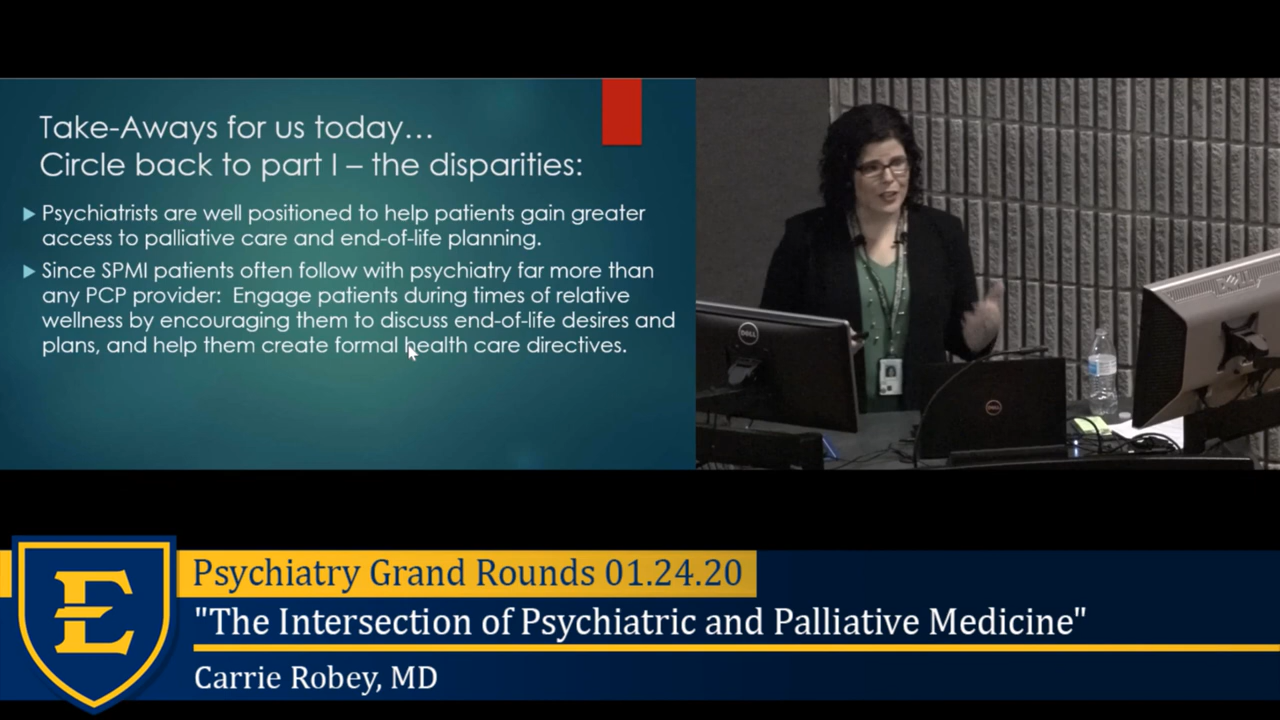 Take-Aways for us today…
Circle back to part I – the disparities:
Psychiatrists are well positioned to help patients gain greater
access to palliative care and end-of-life planning.
Since SPMI patients often follow with psychiatry far more than
any PCP provider: Engage patients during times of relative
wellness by encouraging them to discuss end-of-life desires and
plans, and help them create formal health care directives.
DELL
DELL
DELL
E
Psychiatry Grand Rounds 01.24.20
"The Intersection of Psychiatric and Palliative Medicine"
Carrie Robey, MD